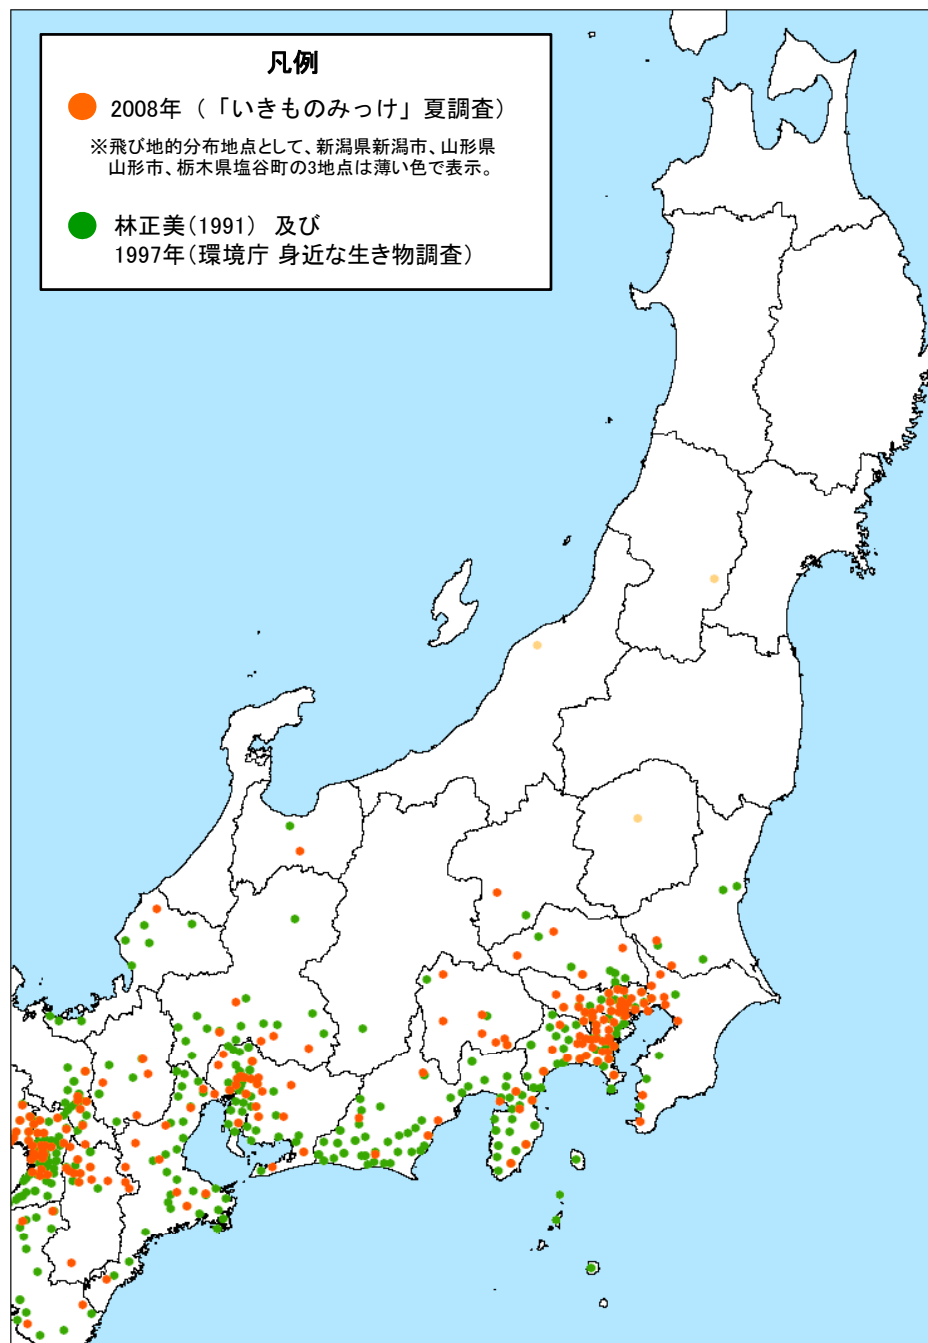 凡例
2008年（「いきものみっけ」夏調査）
※飛び地的分布地点として、新潟県新潟市、山形県
山形市、栃木県塩谷町の3地点は薄い色で表示。
林正美(1991) 及び
1997年(環境庁 身近な生き物調査)